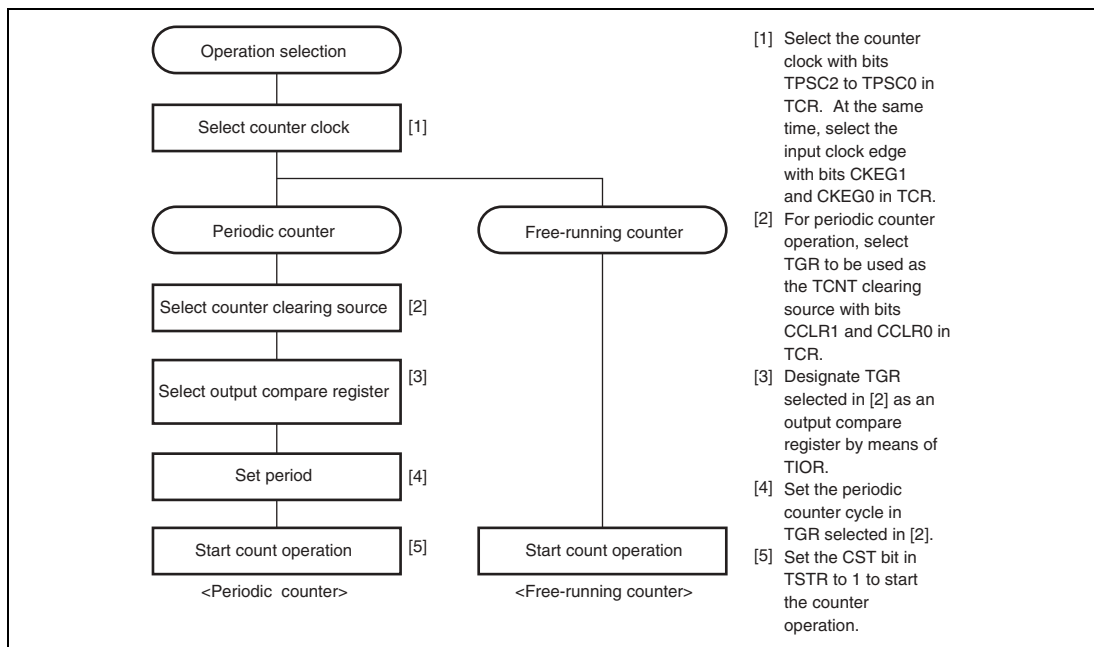 Operation selection
Select counter clock
[1]
Periodic counter
Free-running counter
Select counter clearing source
[2]
Select output compare register
[3]
Set period
[4]
Start count operation
[5]
Start count operation
<Periodic counter>
<Free-running counter>
[1] Select the counter
clock with bits
TPSC2 to TPSC0 in
TCR. At the same
time, select the
input clock edge
with bits CKEG1
and CKEG0 in TCR.
[2] For periodic counter
operation, select
TGR to be used as
the TCNT clearing
source with bits
CCLR1 and CCLR0 in
TCR.
[3] Designate TGR
selected in [2] as an
output compare
register by means of
TIOR.
[4] Set the periodic
counter cycle in
TGR selected in [2].
[5] Set the CST bit in
TSTR to 1 to start
the counter
operation.